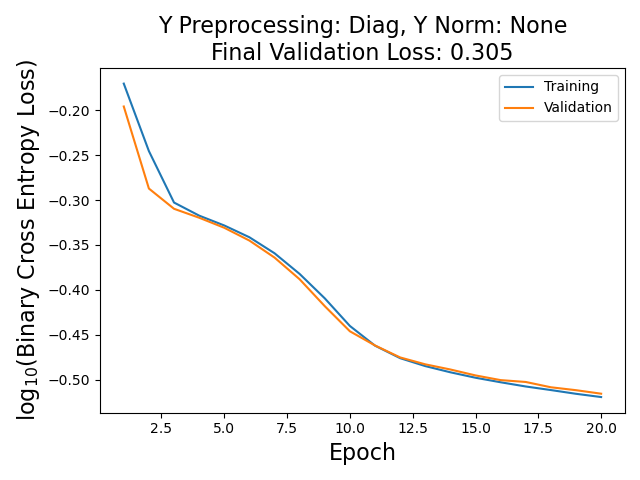 Y Preprocessing: Diag, Y Norm: None
Final Validation Loss: 0.305
Training
Validation
log₁₀(Binary Cross Entropy Loss)
−0.20
−0.25
−0.30
−0.35
−0.40
−0.45
−0.50
2.5 5.0 7.5 10.0 12.5 15.0 17.5 20.0
Epoch